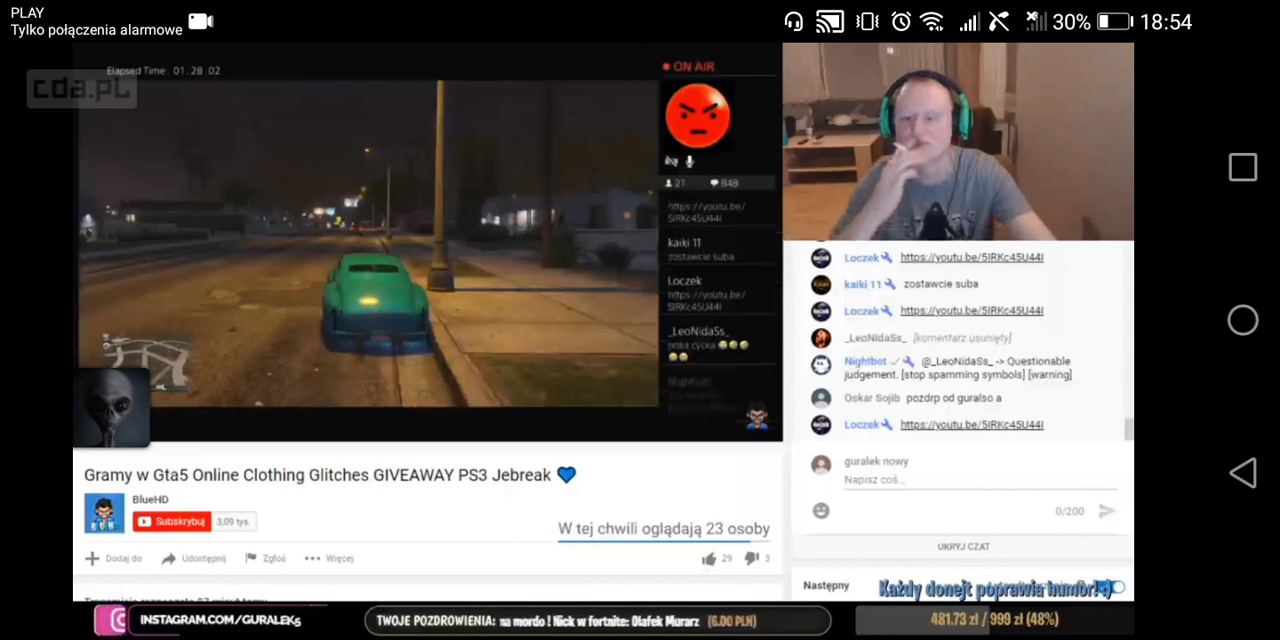 PLAY
Tylko połączenia alarmowe
30%
18:54
Elapsed Time . 01 . 28 02
cda.pl
ON AIR
21
848
https://youtu.be/
5IRKc45U44I
kaiki 11
zostawcie suba
Loczek
https://youtu.be/
5IRKc45U44I
_LeoNidaSs_
poka cycka
Nightbot
Loczek https://youtu.be/5IRKc45U44I
kaiki 11 zostawcie suba
Loczek https://youtu.be/5IRKc45U44I
_LeoNidaSs_ [komentarz usunięty]
Nightbot @_LeoNidaSs_ -> Questionable
judgement. [stop spamming symbols] [warning]
Oskar Sojib pozdrp od guralso a
Loczek https://youtu.be/5IRKc45U44I
guralek nowy
Napisz coś...
0/200
UKRYJ CZAT
Gramy w Gta5 Online Clothing Glitches GIVEAWAY PS3 Jebreak
BlueHD
Subskrybuj 3,09 tys.
W tej chwili oglądają 23 osoby
Dodaj do Udostępnij Zgłoś Więcej
29 3
Następny
Każdy donejt poprawia humor!:)
INSTAGRAM.COM/GURALEK5
TWOJE POZDROWIENIA: na mordo ! Nick w fortnite: Olafek Murarz (6.00 PLN)
481.73 zł / 999 zł (48%)